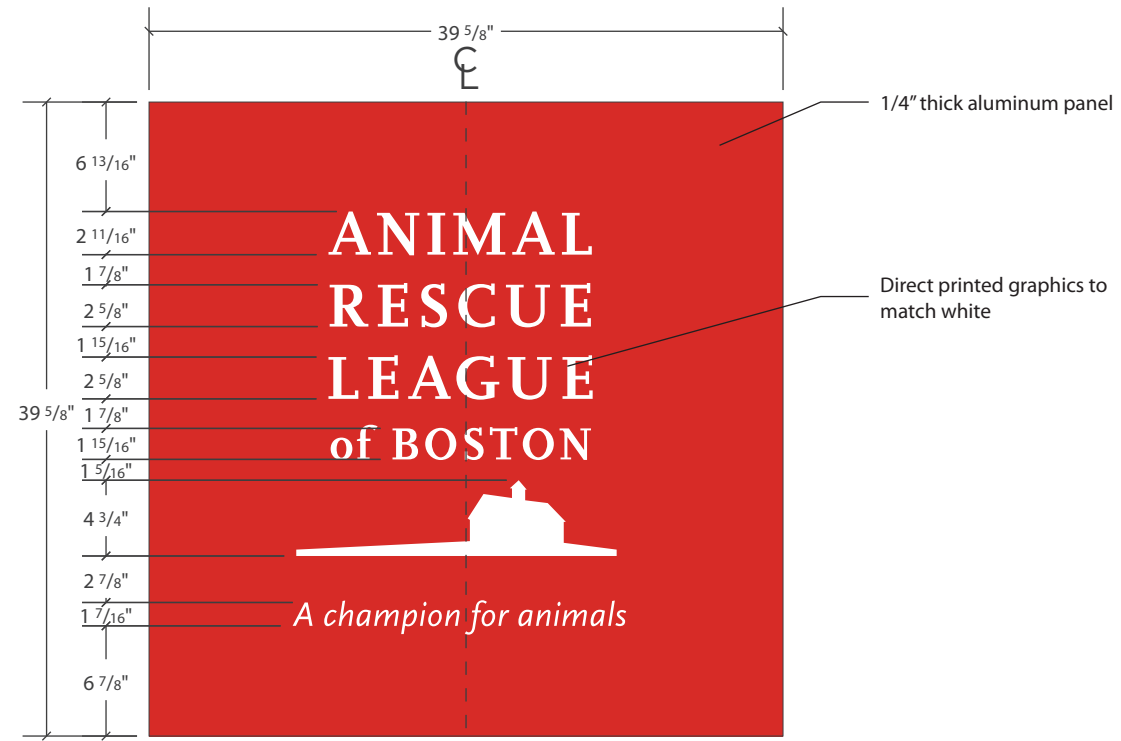 39 5/8"
CL
1/4” thick aluminum panel
6 13/16"
ANIMAL
2 11/16"
1 7/8"
RESCUE
Direct printed graphics to
match white
2 5/8"
1 15/16"
LEAGUE
2 5/8"
39 5/8"
1 7/8"
of BOSTON
1 15/16"
1 5/16"
4 3/4"
2 7/8"
A champion for animals
1 7/16"
6 7/8"